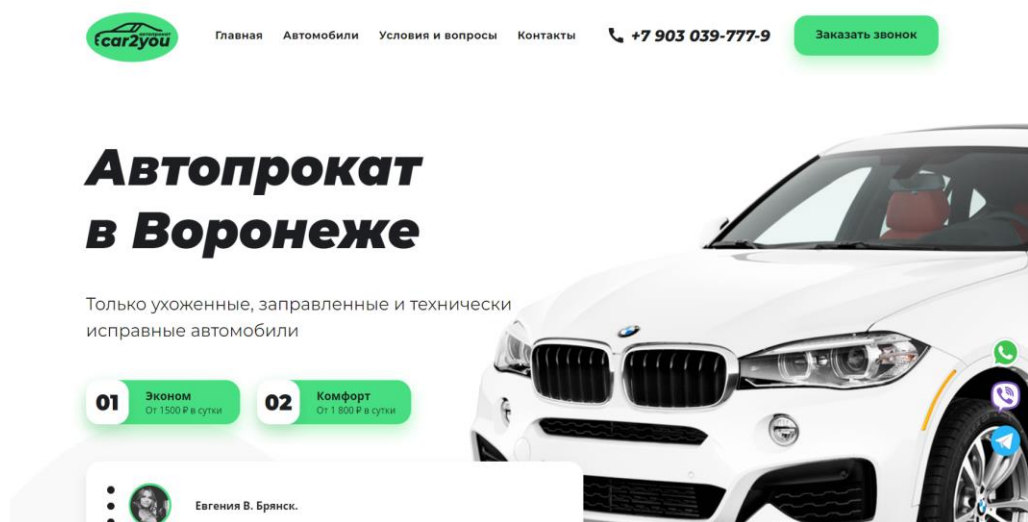 автопрокат
car2you
Главная Автомобили Условия и вопросы Контакты +7 903 039-777-9 Заказать звонок
Автопрокат
в Воронеже
Только ухоженные, заправленные и технически
исправные автомобили
01 Эконом
От 1500 ₽ в сутки
02 Комфорт
От 1 800 ₽ в сутки
Евгения В. Брянск.